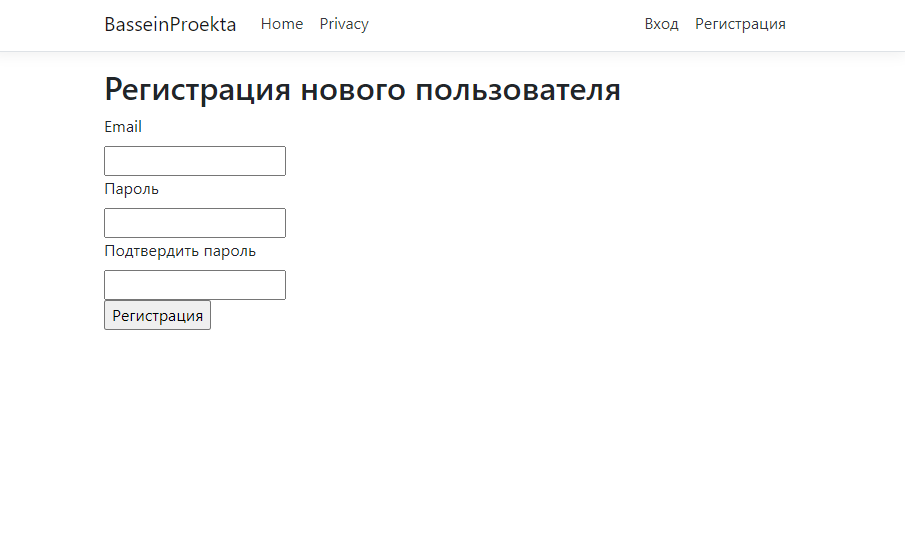 BasseinProekta Home Privacy Вход Регистрация
Регистрация нового пользователя
Email
Пароль
Подтвердить пароль
Регистрация